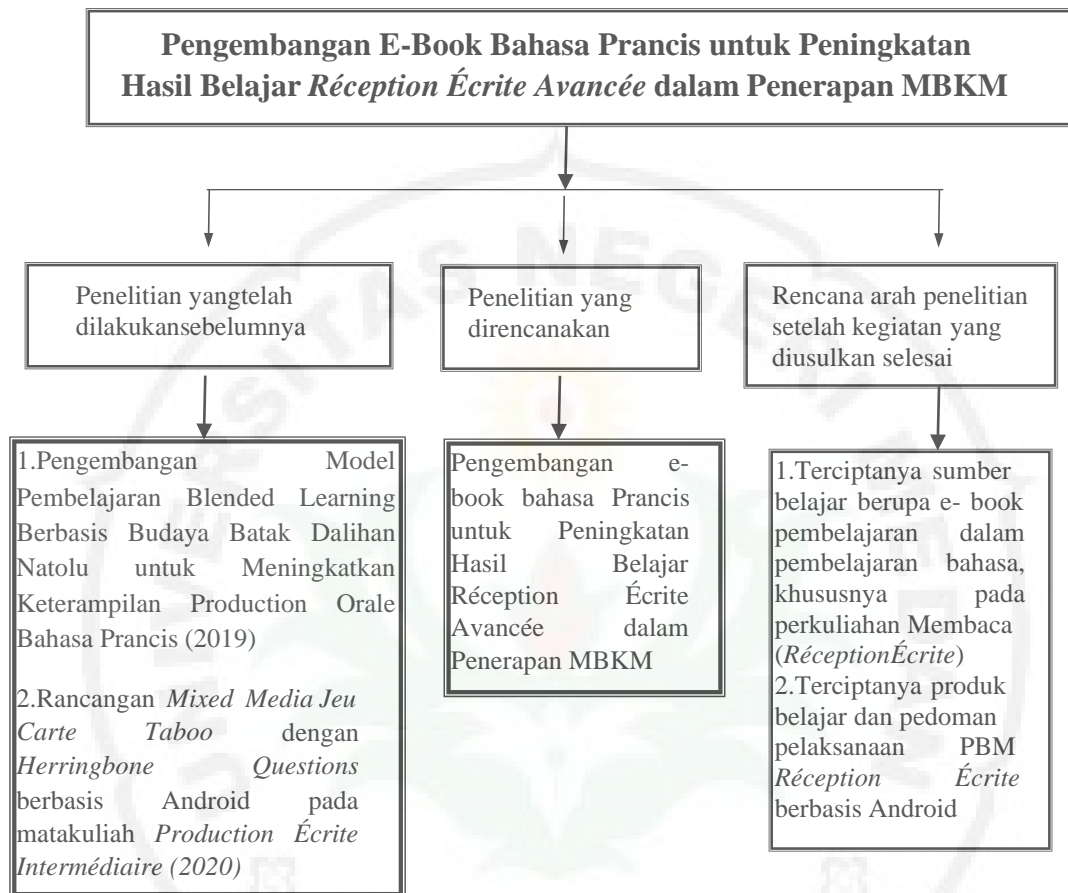 Pengembangan E-Book Bahasa Prancis untuk Peningkatan
Hasil Belajar Réception Écrite Avancée dalam Penerapan MBKM
Penelitian yangtelah
dilakukansebelumnya
Penelitian yang
direncanakan
Rencana arah penelitian
setelah kegiatan yang
diusulkan selesai
1.Pengembangan Model
Pembelajaran Blended Learning
Berbasis Budaya Batak Dalihan
Natolu untuk Meningkatkan
Keterampilan Production Orale
Bahasa Prancis (2019)
2.Rancangan Mixed Media Jeu
Carte Taboo dengan
Herringbone Questions
berbasis Android pada
matakuliah Production Écrite
Intermédiaire (2020)
Pengembangan e-
book bahasa Prancis
untuk Peningkatan
Hasil Belajar
Réception Écrite
Avancée dalam
Penerapan MBKM
1.Terciptanya sumber
belajar berupa e- book
pembelajaran dalam
pembelajaran bahasa,
khususnya pada
perkuliahan Membaca
(RéceptionÉcrite)
2.Terciptanya produk
belajar dan pedoman
pelaksanaan PBM
Réception Écrite
berbasis Android
UNIVERSITAS NEGERI MEDAN